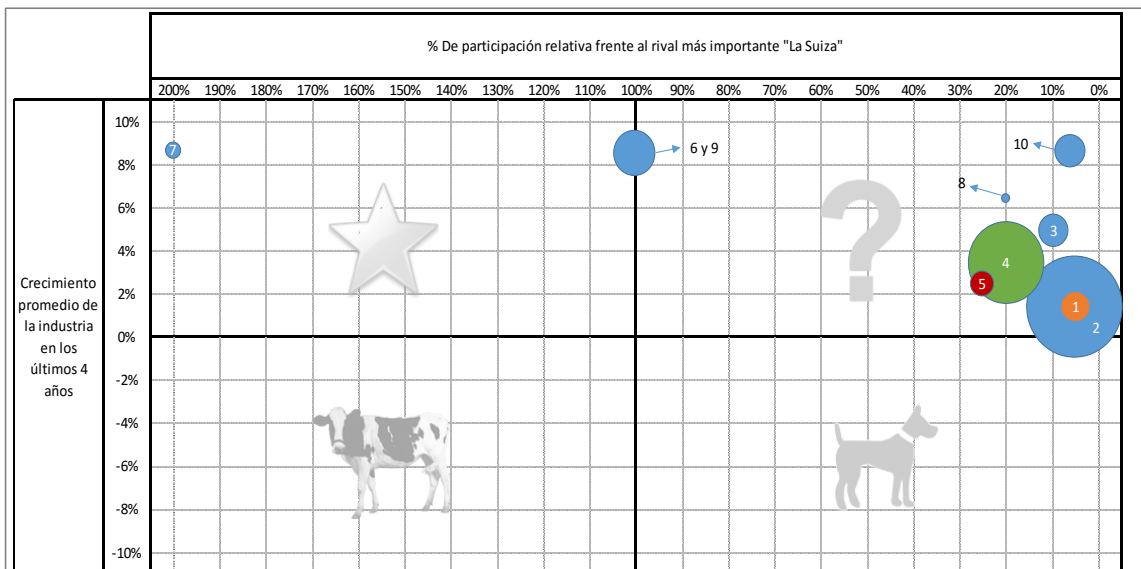 % De participación relativa frente al rival más importante "La Suiza"
200% 190% 180% 170% 160% 150% 140% 130% 120% 110% 100% 90% 80% 70% 60% 50% 40% 30% 20% 10% 0%
Crecimiento
promedio de
la industria
en los
últimos 4
años
10%
8%
6%
4%
2%
0%
-2%
-4%
-6%
-8%
-10%
7
6 y 9
10
8
3
4
5
1
2
?